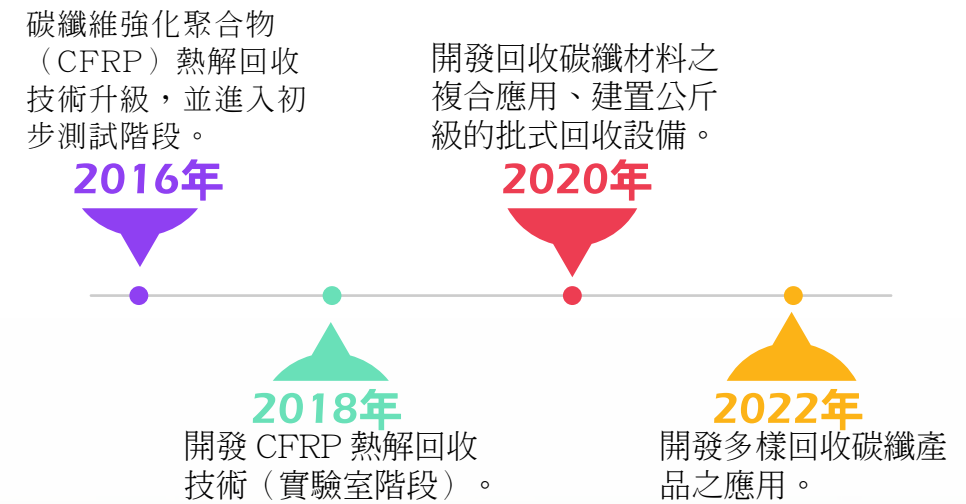 碳纖維強化聚合物
（CFRP）熱解回收
技術升級，並進入初
步測試階段。
2016年
開發回收碳纖材料之
複合應用、建置公斤
級的批式回收設備。
2020年
2018年
開發 CFRP 熱解回收
技術（實驗室階段）。
2022年
開發多樣回收碳纖產
品之應用。